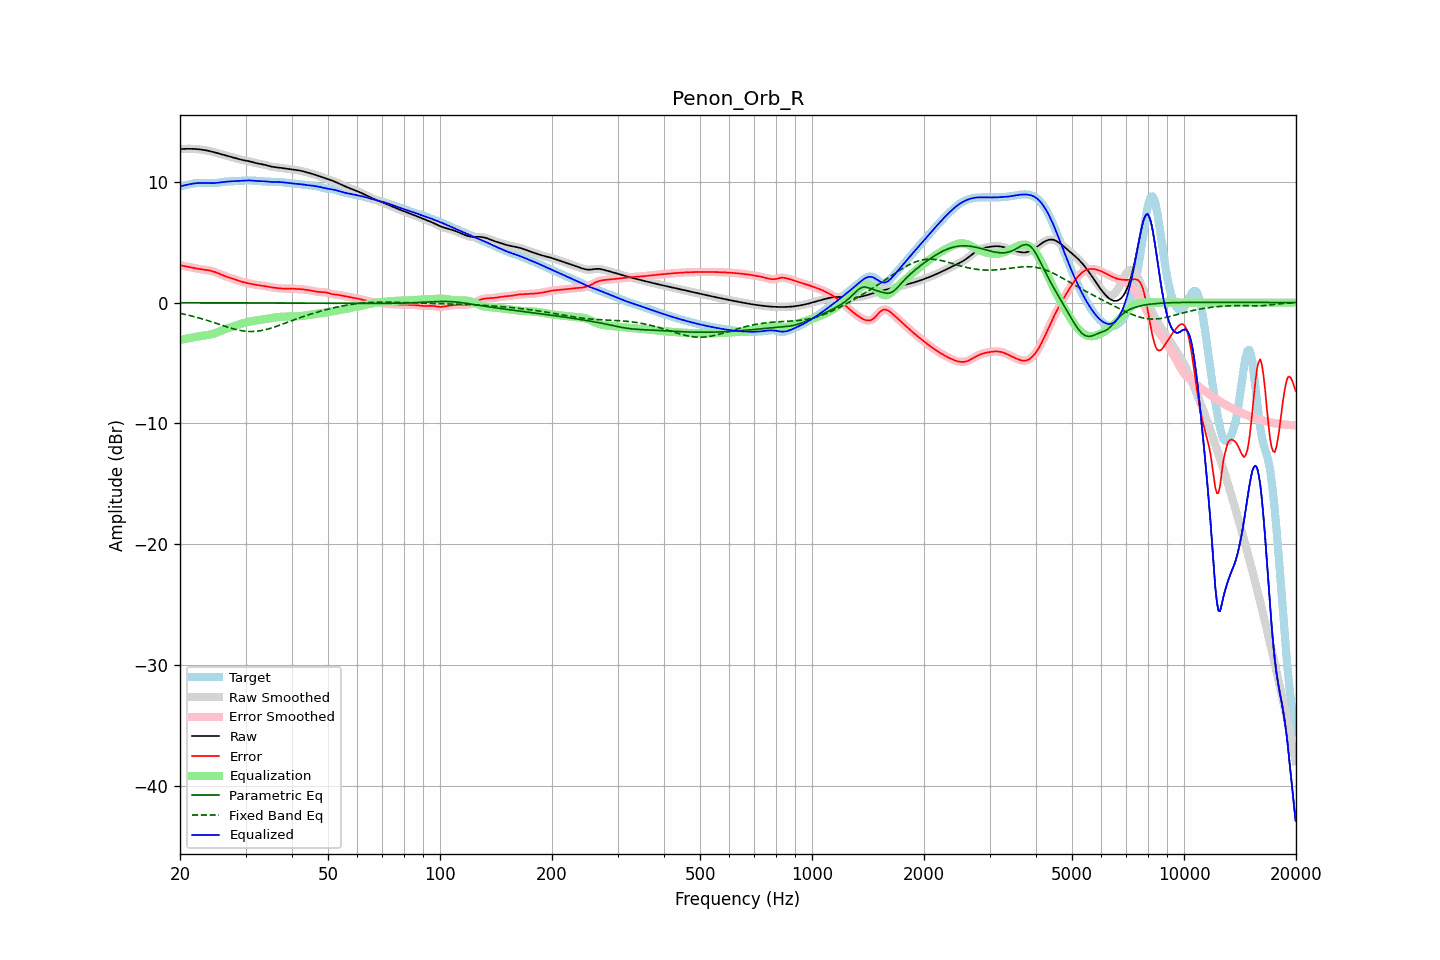 Penon_Orb_R
10
0
−10
−20
−30
−40
Amplitude (dBr)
Target
Raw Smoothed
Error Smoothed
Raw
Error
Equalization
Parametric Eq
Fixed Band Eq
Equalized
20 50 100 200 500 1000 2000 5000 10000 20000
Frequency (Hz)